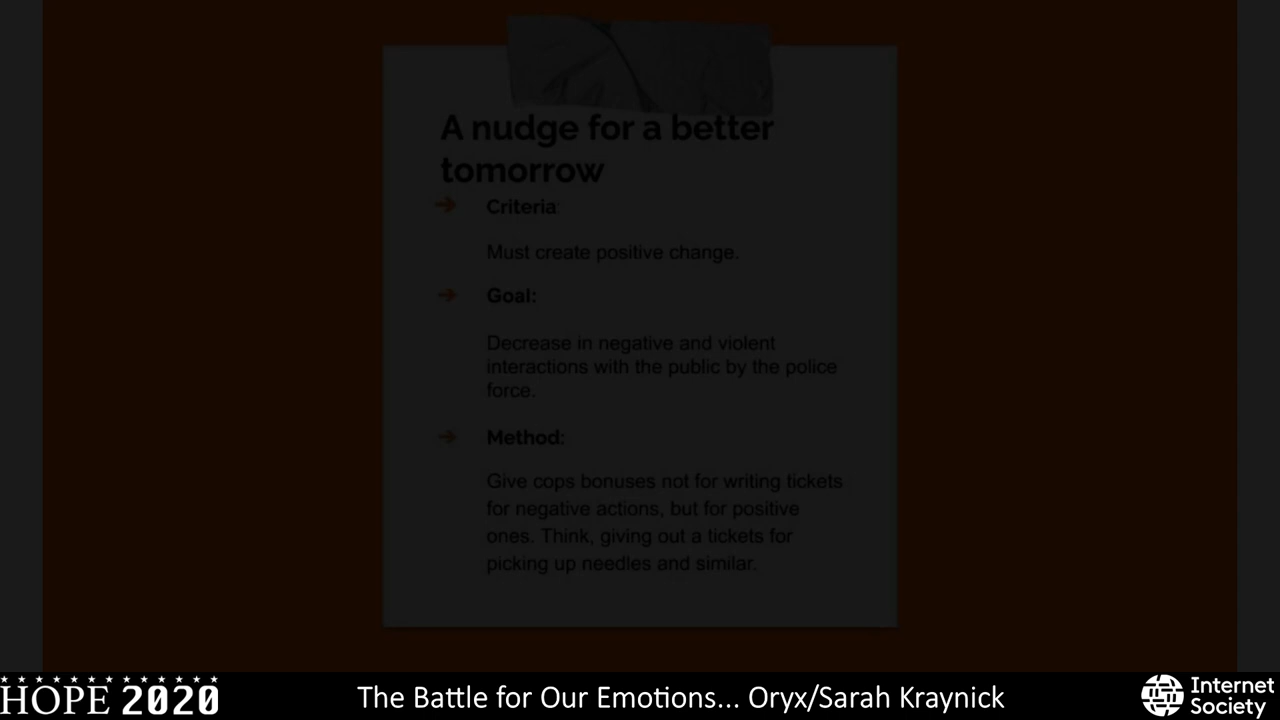 A nudge for a better
tomorrow
➔ Criteria:
Must create positive change.
➔ Goal:
Decrease in negative and violent
interactions with the public by the police
force.
➔ Method:
Give cops bonuses not for writing tickets
for negative actions, but for positive
ones. Think, giving out a tickets for
picking up needles and similar.
HOPE 2020
The Battle for Our Emotions... Oryx/Sarah Kraynick
Internet
Society